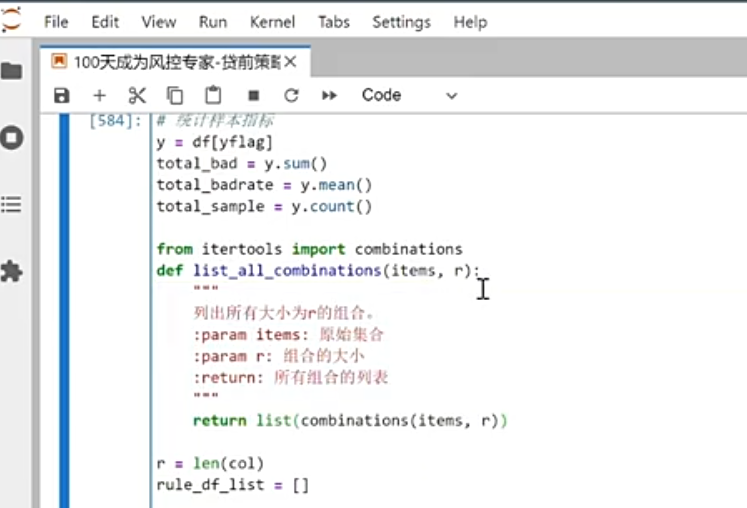 File Edit View Run Kernel Tabs Settings Help
100天成为风控专家-贷前策略
Code
[584]: # 统计样本指标
y = df[yflag]
total_bad = y.sum()
total_badrate = y.mean()
total_sample = y.count()
from itertools import combinations
def list_all_combinations(items, r):
"""
列出所有大小为r的组合。
:param items: 原始集合
:param r: 组合的大小
:return: 所有组合的列表
"""
return list(combinations(items, r))
r = len(col)
rule_df_list = []